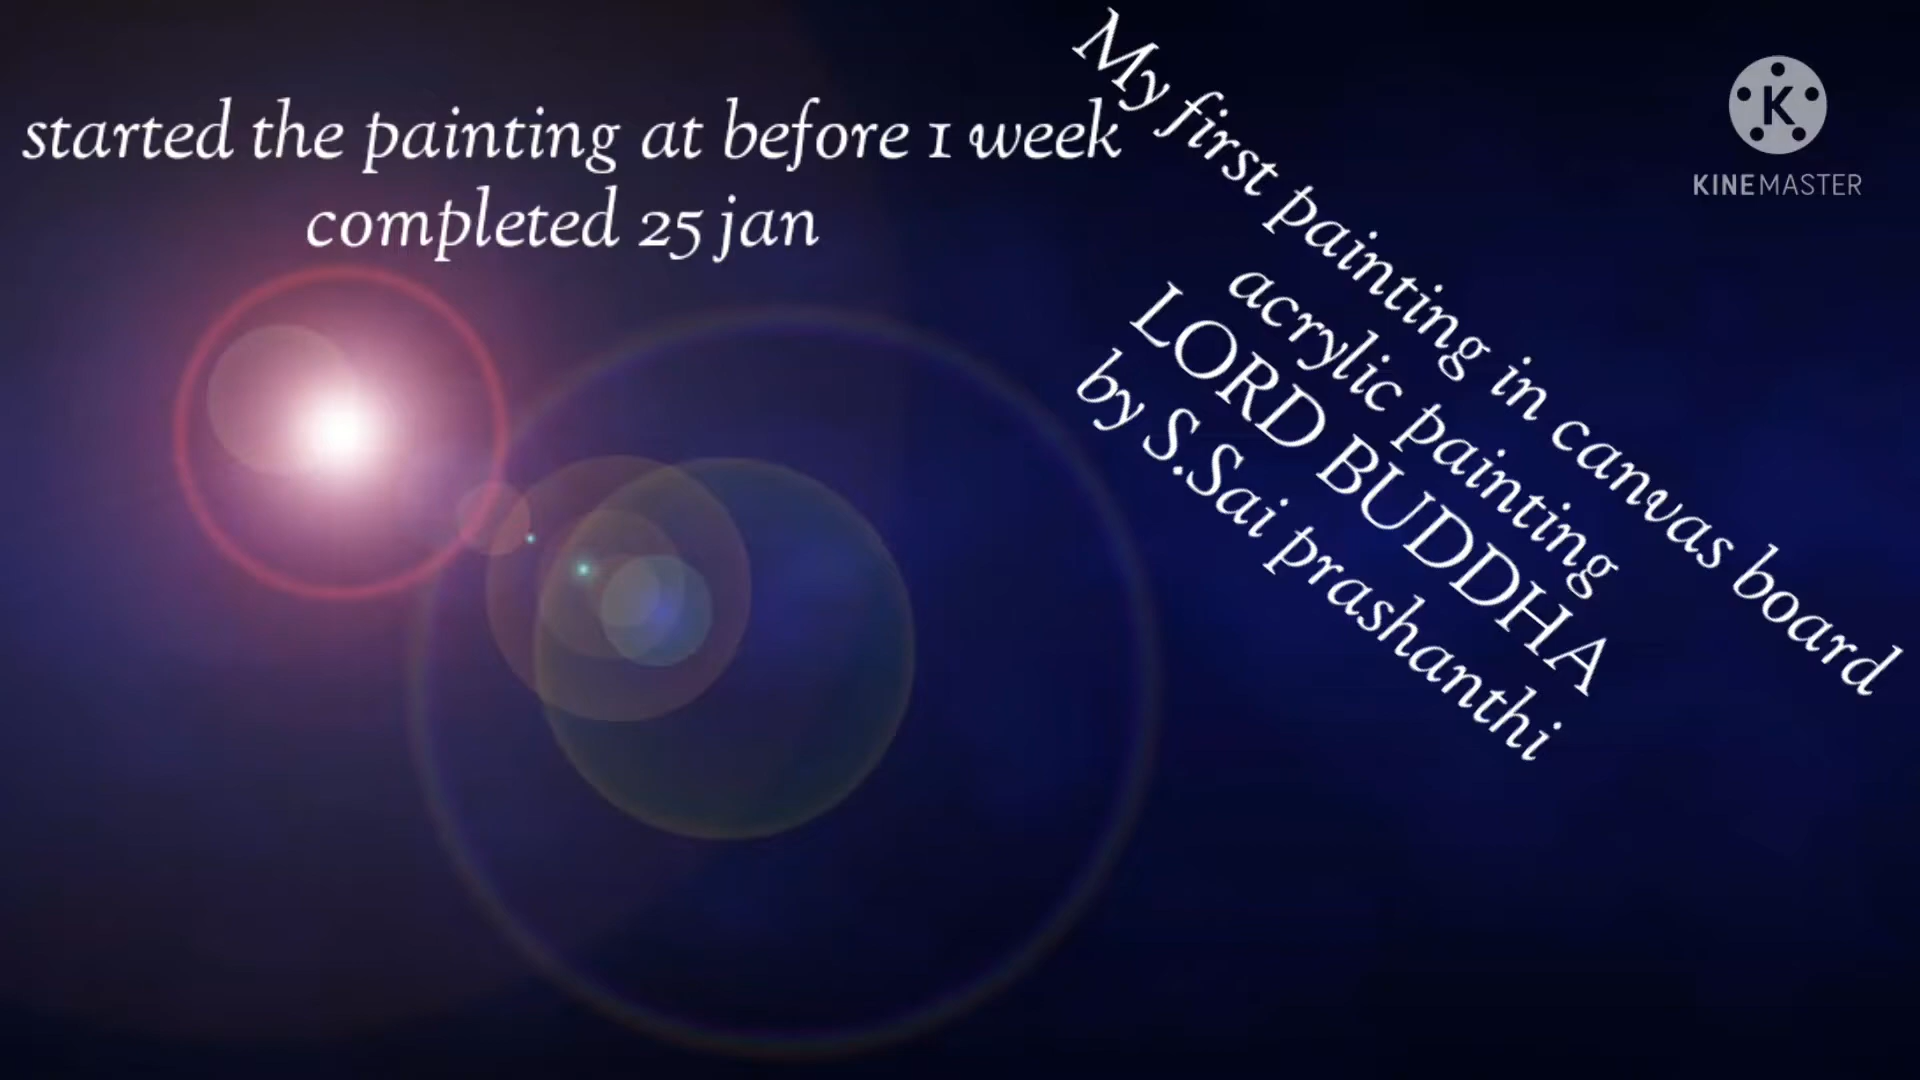 started the painting at before 1 week
completed 25 jan
My first painting in canvas board
acrylic painting
LORD BUDDHA
by S.Sai prashanthi
K
KINEMASTER